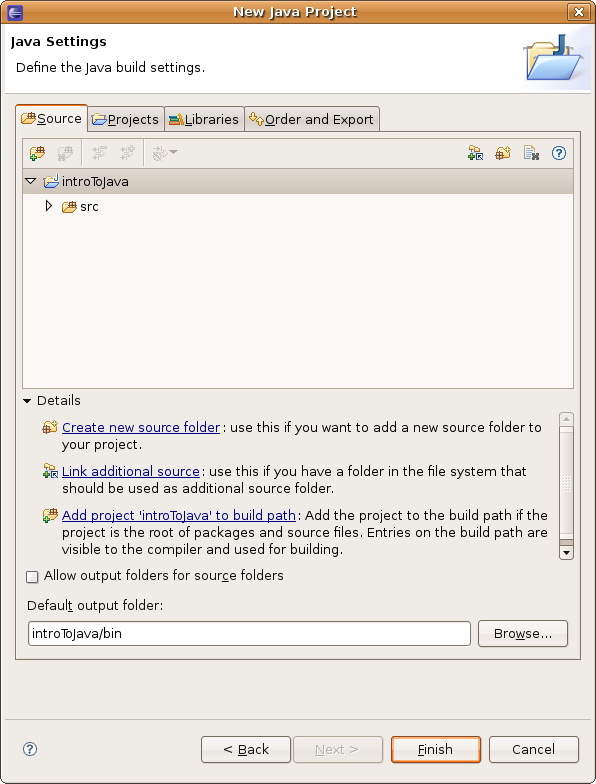 New Java Project
Java Settings
Define the Java build settings.
Source Projects Libraries Order and Export
introToJava
src
Details
Create new source folder: use this if you want to add a new source folder to
your project.
Link additional source: use this if you have a folder in the file system that
should be used as additional source folder.
Add project 'introToJava' to build path: Add the project to the build path if the
project is the root of packages and source files. Entries on the build path are
visible to the compiler and used for building.
Allow output folders for source folders
Default output folder:
introToJava/bin
Browse...
< Back Next > Finish Cancel